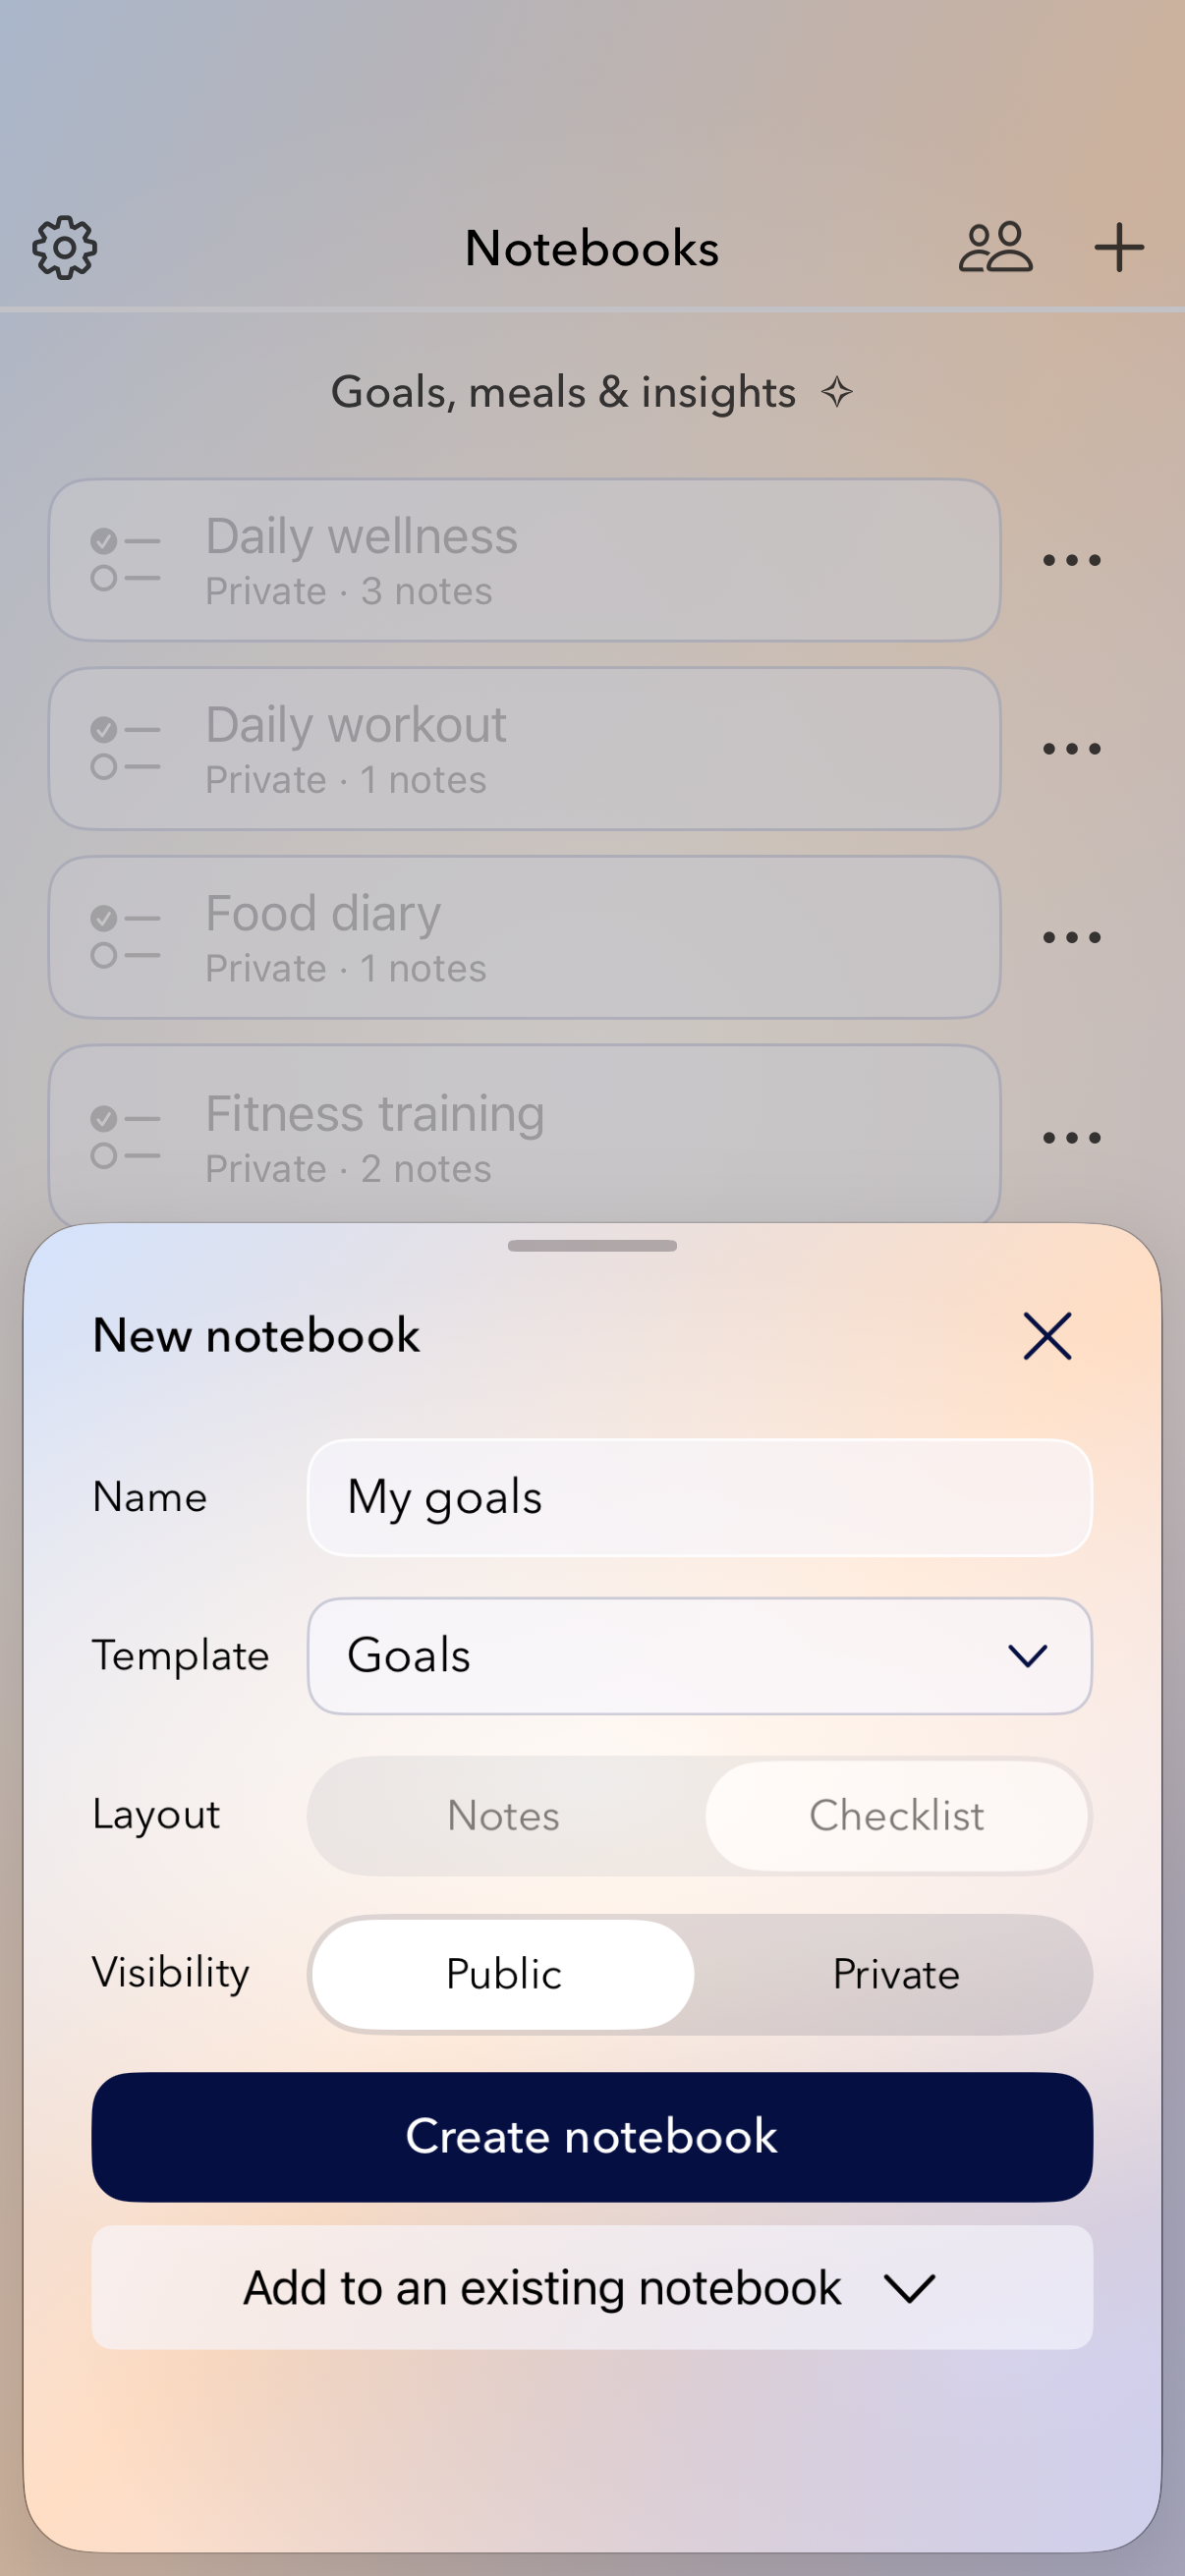 Notebooks
Goals, meals & insights
Daily wellness
Private · 3 notes
Daily workout
Private · 1 notes
Food diary
Private · 1 notes
Fitness training
Private · 2 notes
New notebook
Name My goals
Template Goals
Layout Notes Checklist
Visibility Public Private
Create notebook
Add to an existing notebook